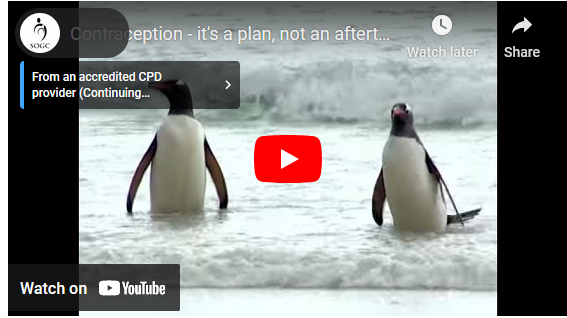 SOGC
Contraception - it's a plan, not an aftert…
Watch later
Share
From an accredited CPD
provider (Continuing…
Watch on YouTube